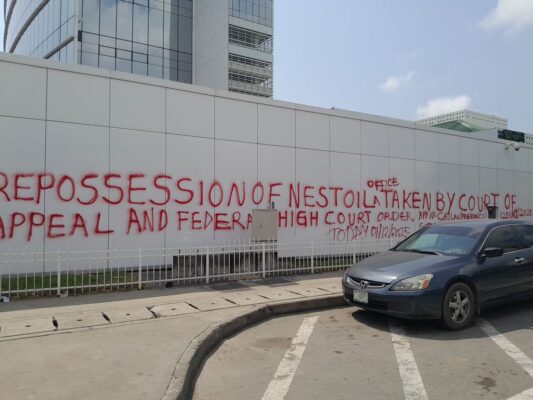 REPOSSESSION OF NESTOIL OFFICE TAKEN BY COURT OF
APPEAL AND FEDERAL HIGH COURT ORDER.
TODAY